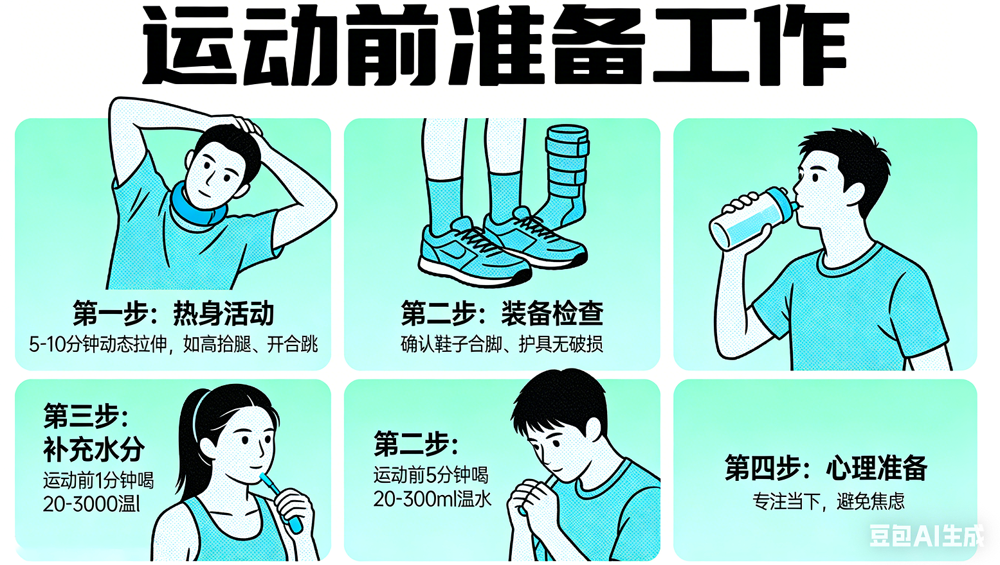 运动前准备工作
第一步：热身活动
5-10分钟动态拉伸，如高抬腿、开合跳
第二步：装备检查
确认鞋子合脚、护具无破损
第三步：
补充水分
运动前1分钟喝
20-3000温l
第二步：
运动前5分钟喝
20-300ml温水
第四步：心理准备
专注当下，避免焦虑
豆包AI生成